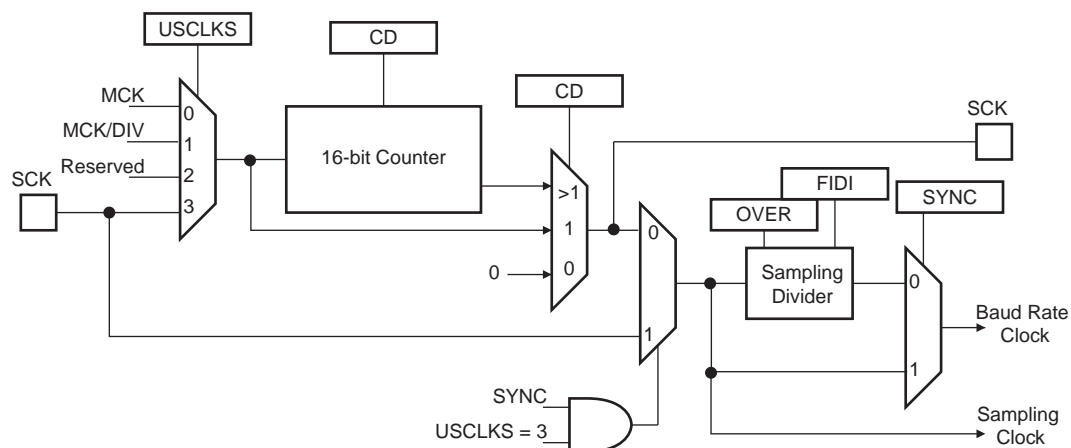 USCLKS
CD
CD
MCK
0
MCK/DIV
1
Reserved
2
SCK
3
16-bit Counter
>1
1
0
0
SCK
FIDI
OVER
SYNC
0
1
Sampling
Divider
0
1
Baud Rate
Clock
SYNC
USCLKS = 3
Sampling
Clock